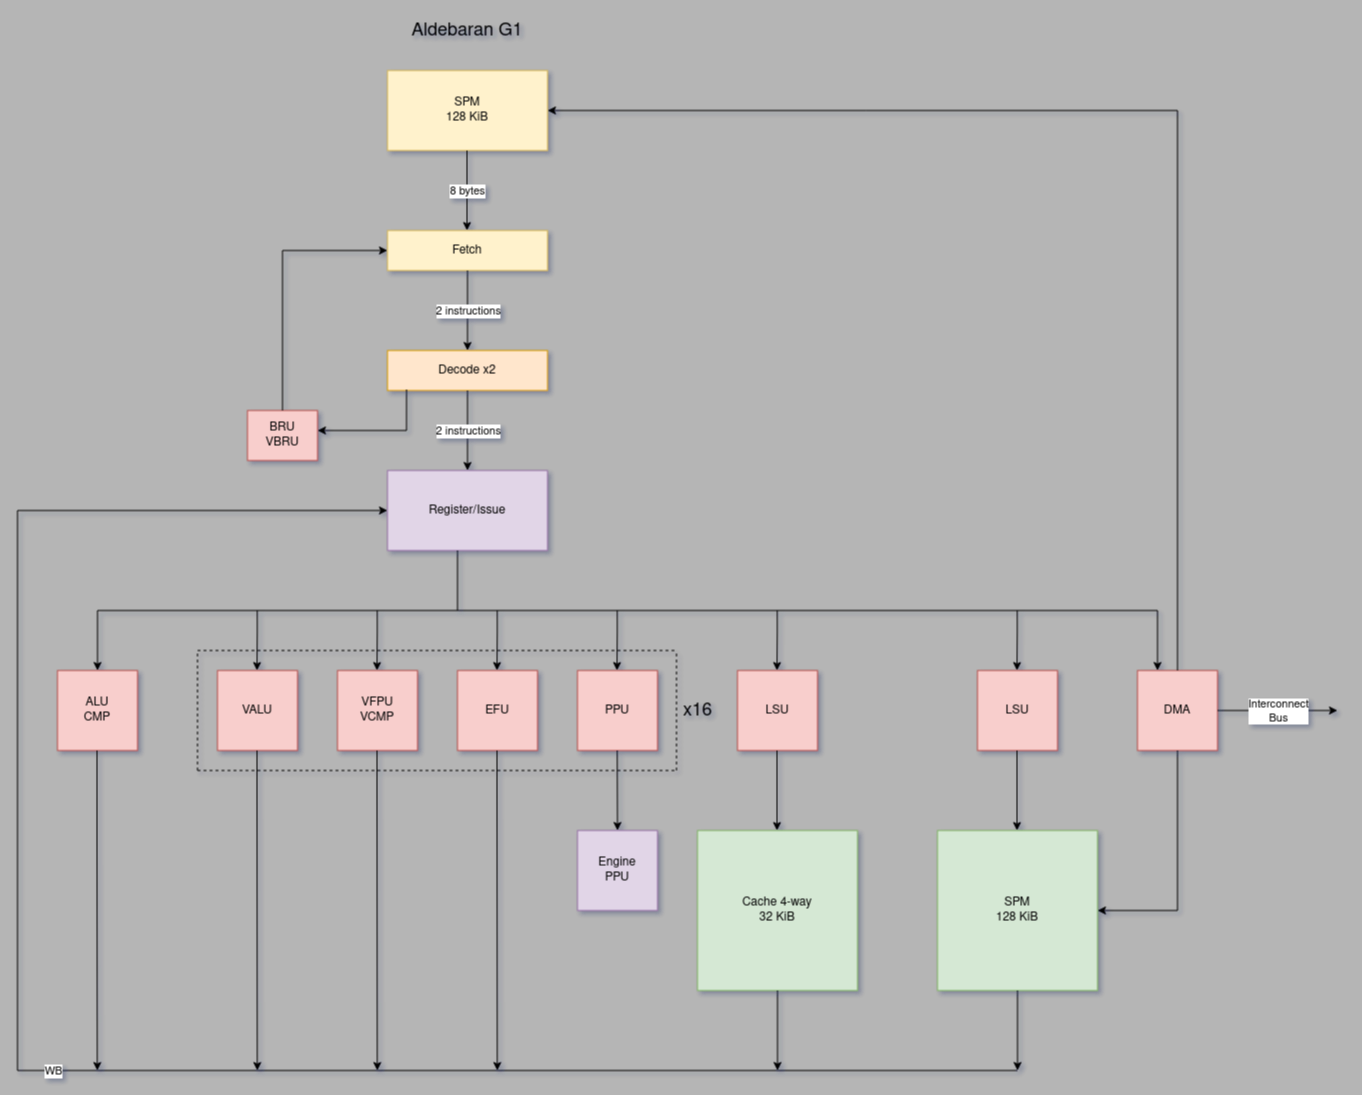 Aldebaran G1
SPM
128 KiB
8 bytes
Fetch
2 instructions
Decode x2
BRU
VBRU
2 instructions
Register/Issue
ALU
CMP
VALU
VFPU
VCMP
EFU
PPU
x16
LSU
LSU
DMA
Interconnect
Bus
Engine
PPU
Cache 4-way
32 KiB
SPM
128 KiB
WB